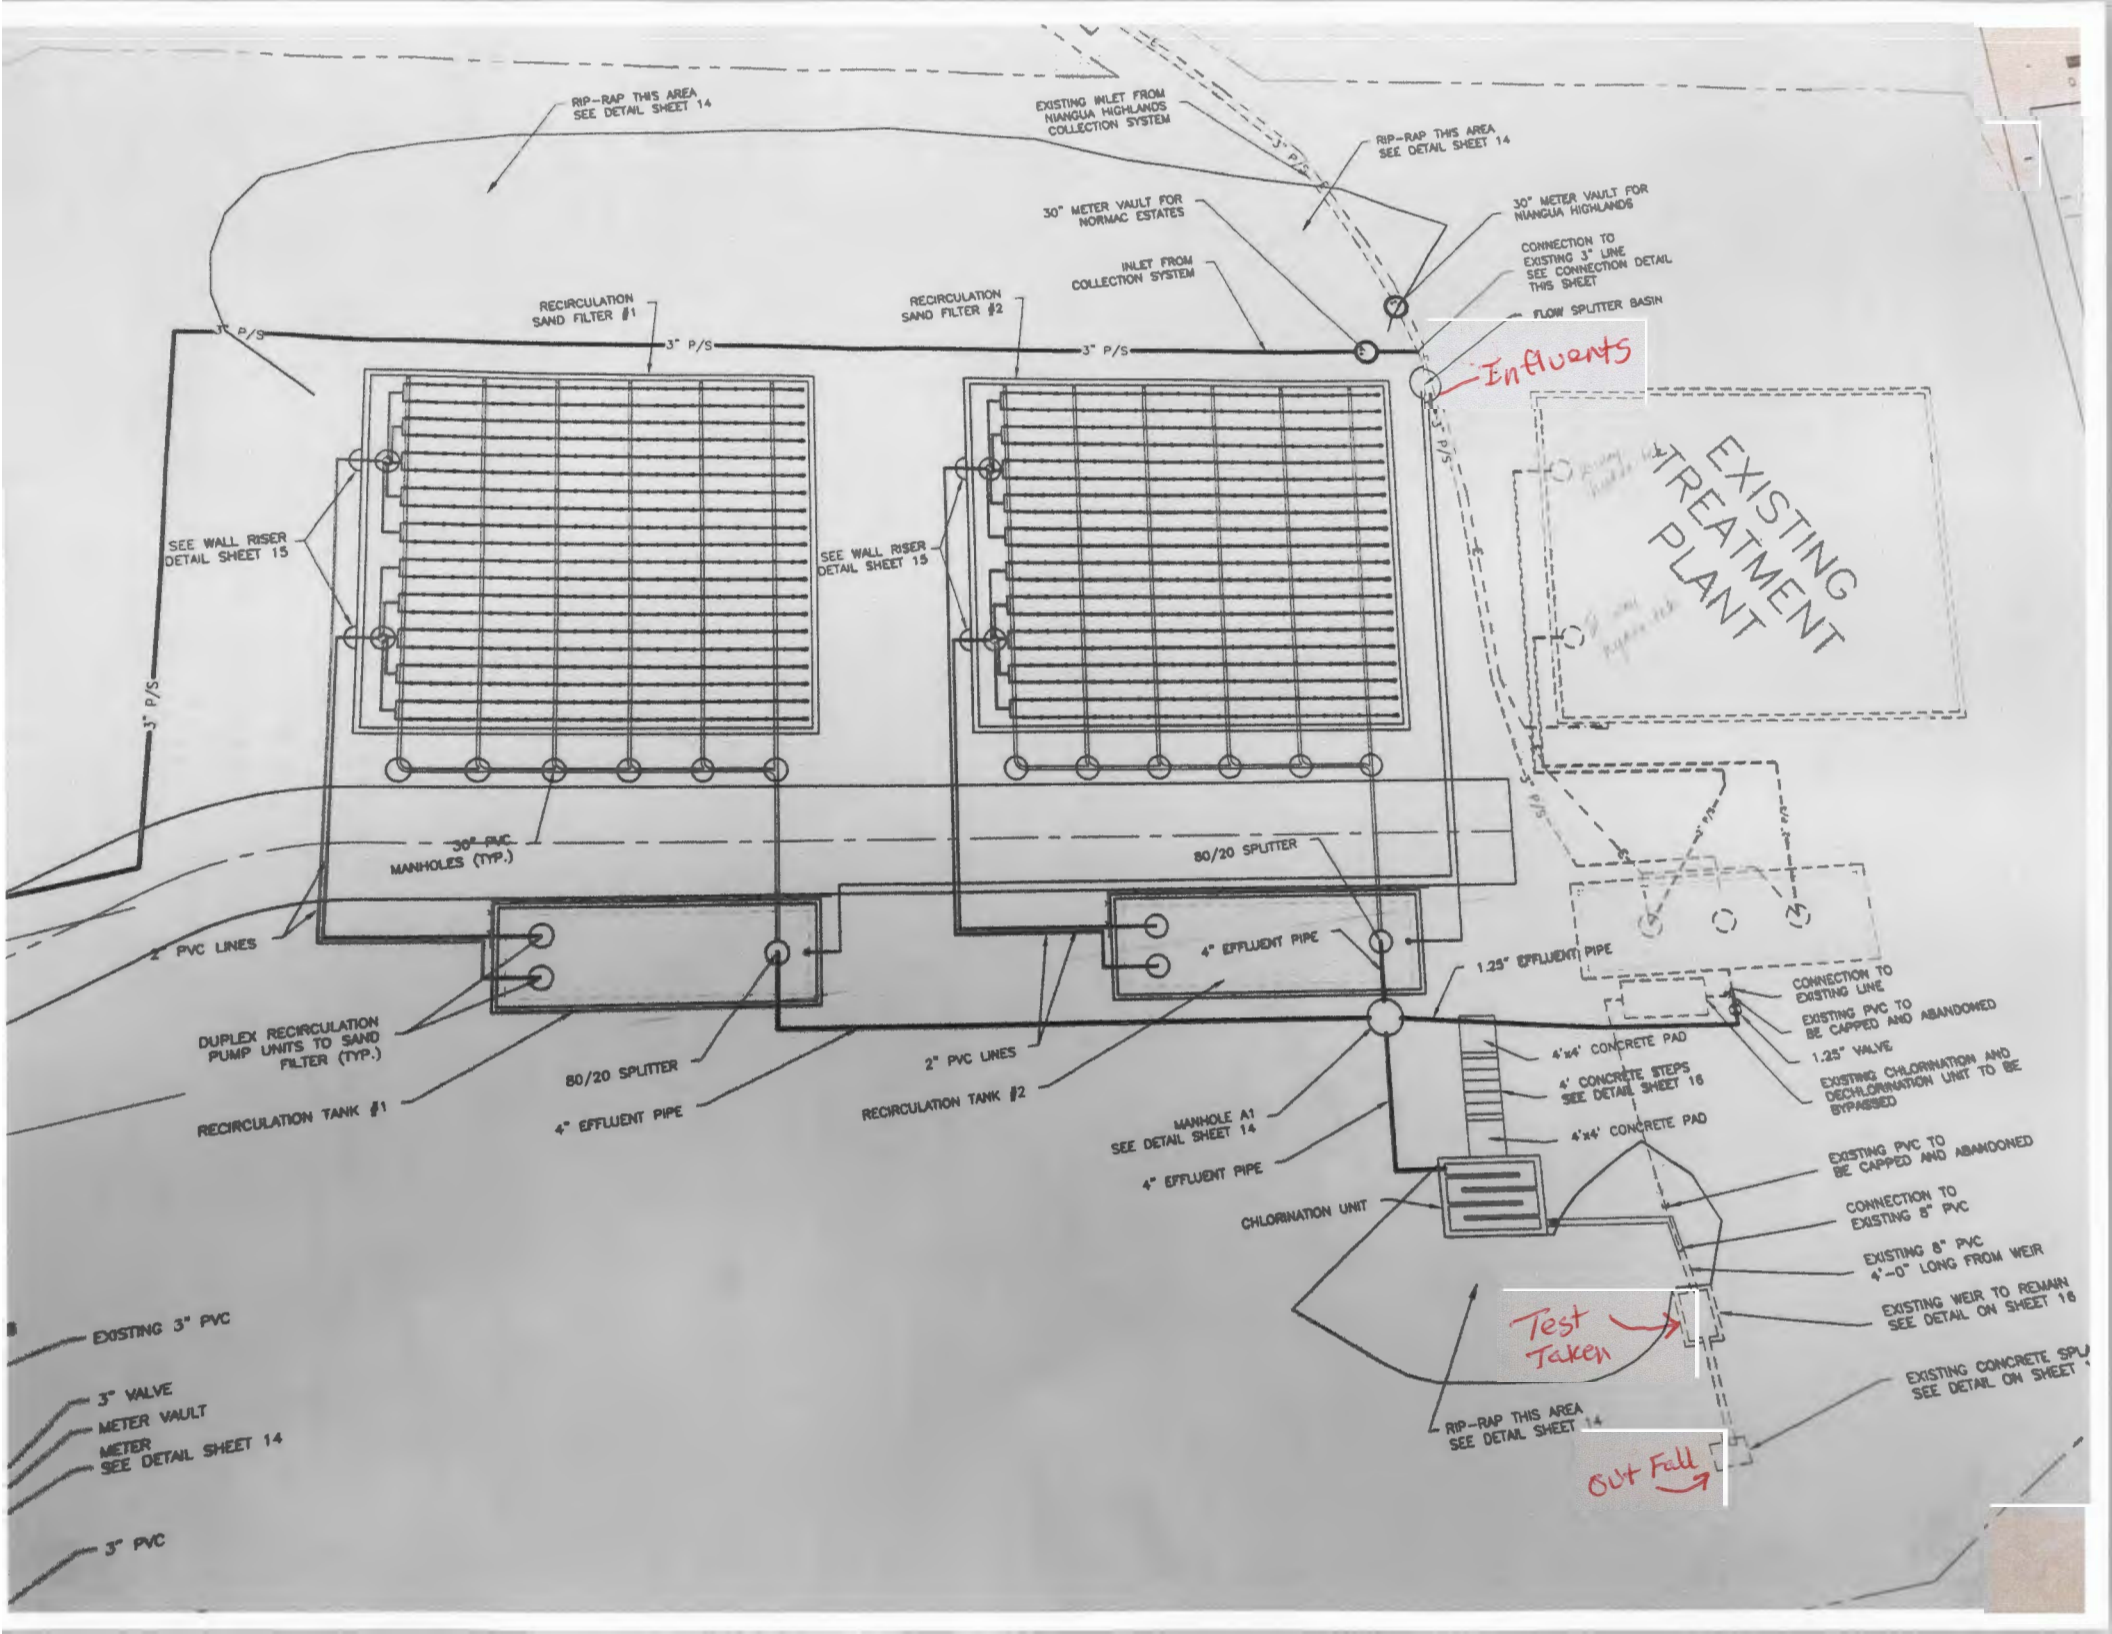 RIP-RAP THIS AREA
SEE DETAIL SHEET 14
EXISTING INLET FROM
NIANGUA HIGHLANDS
COLLECTION SYSTEM
3" P/S
RIP-RAP THIS AREA
SEE DETAIL SHEET 14
30" METER VAULT FOR
NORMAC ESTATES
30" METER VAULT FOR
NIANGUA HIGHLANDS
INLET FROM
COLLECTION SYSTEM
CONNECTION TO
EXISTING 3" LINE
SEE CONNECTION DETAIL
THIS SHEET
FLOW SPLITTER BASIN
RECIRCULATION
SAND FILTER #1
RECIRCULATION
SAND FILTER #2
3" P/S
3" P/S
3" P/S
Influents
3" P/S
EXISTING
TREATMENT
PLANT
SEE WALL RISER
DETAIL SHEET 15
SEE WALL RISER
DETAIL SHEET 15
3" P/S
3" P/S
2" P/S
2" P/S
30" PVC
MANHOLES (TYP.)
80/20 SPLITTER
2" PVC LINES
4" EFFLUENT PIPE
1.25" EFFLUENT PIPE
CONNECTION TO
EXISTING LINE
EXISTING PVC TO
BE CAPPED AND ABANDONED
1.25" VALVE
EXISTING CHLORINATION AND
DECHLORINATION UNIT TO BE
BYPASSED
DUPLEX RECIRCULATION
PUMP UNITS TO SAND
FILTER (TYP.)
80/20 SPLITTER
2" PVC LINES
4'x4' CONCRETE PAD
4' CONCRETE STEPS
SEE DETAIL SHEET 16
4'x4' CONCRETE PAD
RECIRCULATION TANK #1
4" EFFLUENT PIPE
RECIRCULATION TANK #2
MANHOLE A1
SEE DETAIL SHEET 14
4" EFFLUENT PIPE
CHLORINATION UNIT
EXISTING PVC TO
BE CAPPED AND ABANDONED
CONNECTION TO
EXISTING 8" PVC
EXISTING 8" PVC
4'-0" LONG FROM WEIR
EXISTING WEIR TO REMAIN
SEE DETAIL ON SHEET 16
Test
Taken
EXISTING CONCRETE
SEE DETAIL ON SHEET
RIP-RAP THIS AREA
SEE DETAIL SHEET 14
Out Fall
EXISTING 3" PVC
3" VALVE
METER VAULT
METER
SEE DETAIL SHEET 14
3" PVC